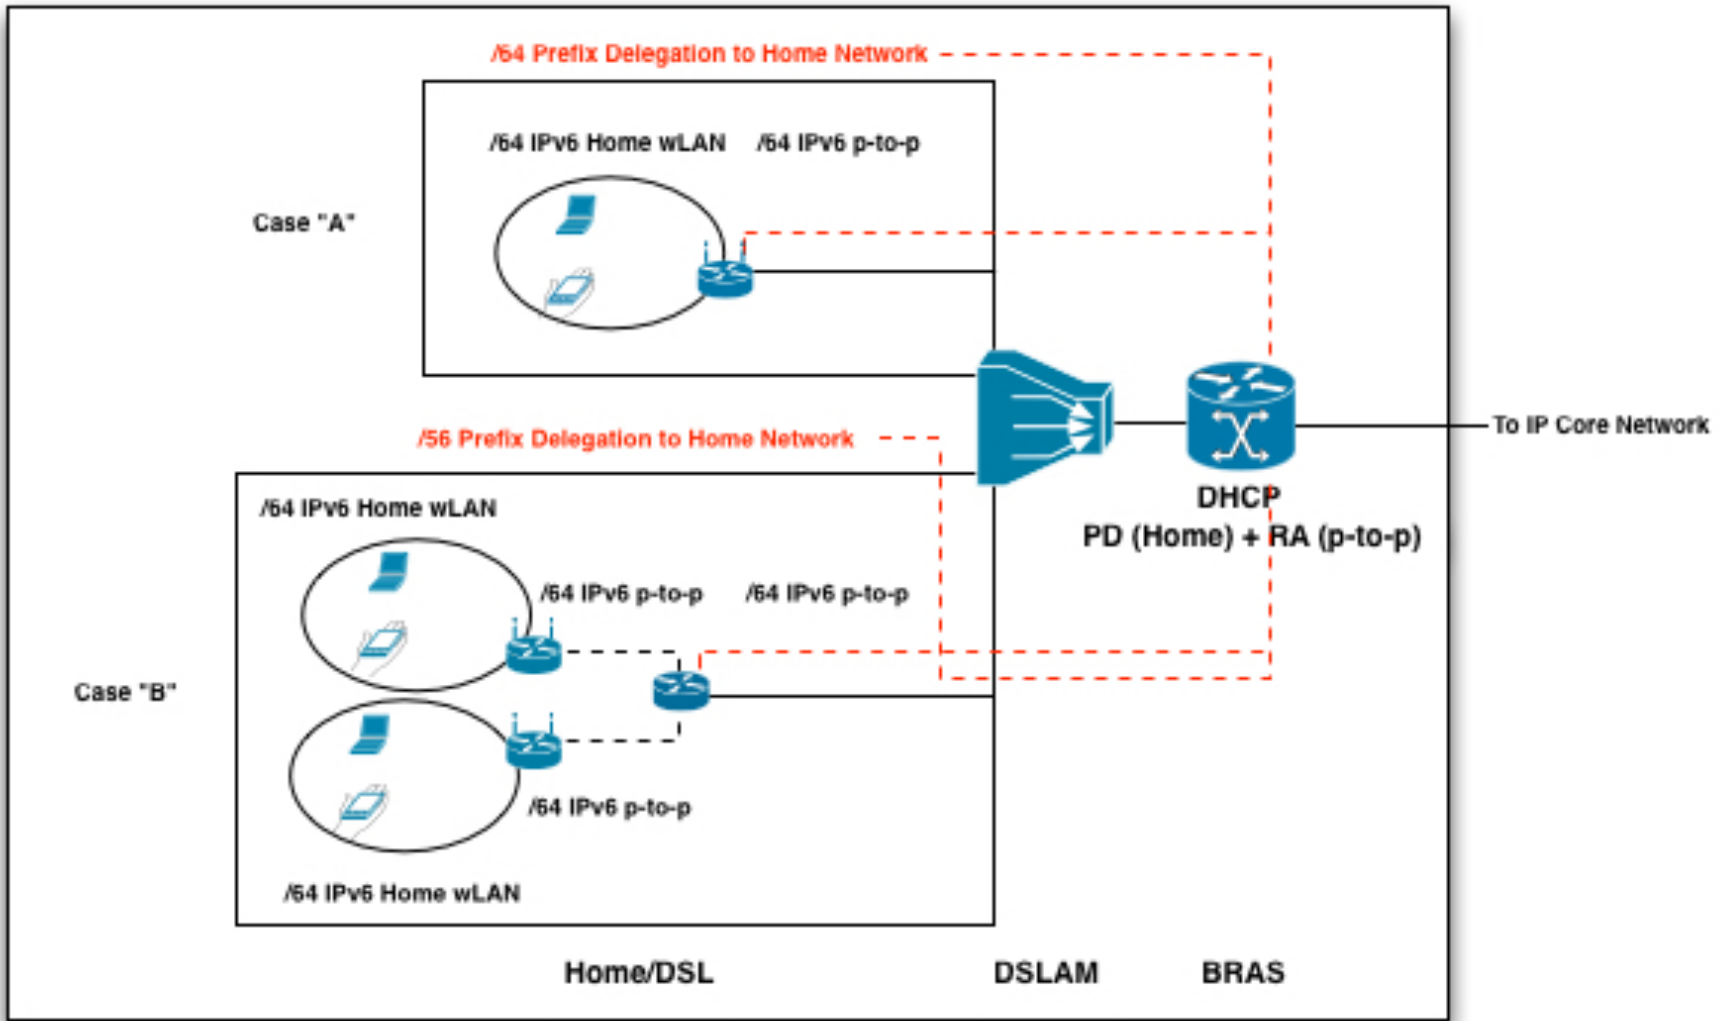 /64 Prefix Delegation to Home Network
/64 IPv6 Home wLAN
/64 IPv6 p-to-p
Case "A"
/56 Prefix Delegation to Home Network
To IP Core Network
DHCP
PD (Home) + RA (p-to-p)
/64 IPv6 Home wLAN
/64 IPv6 p-to-p
/64 IPv6 p-to-p
Case "B"
/64 IPv6 p-to-p
/64 IPv6 Home wLAN
Home/DSL
DSLAM
BRAS